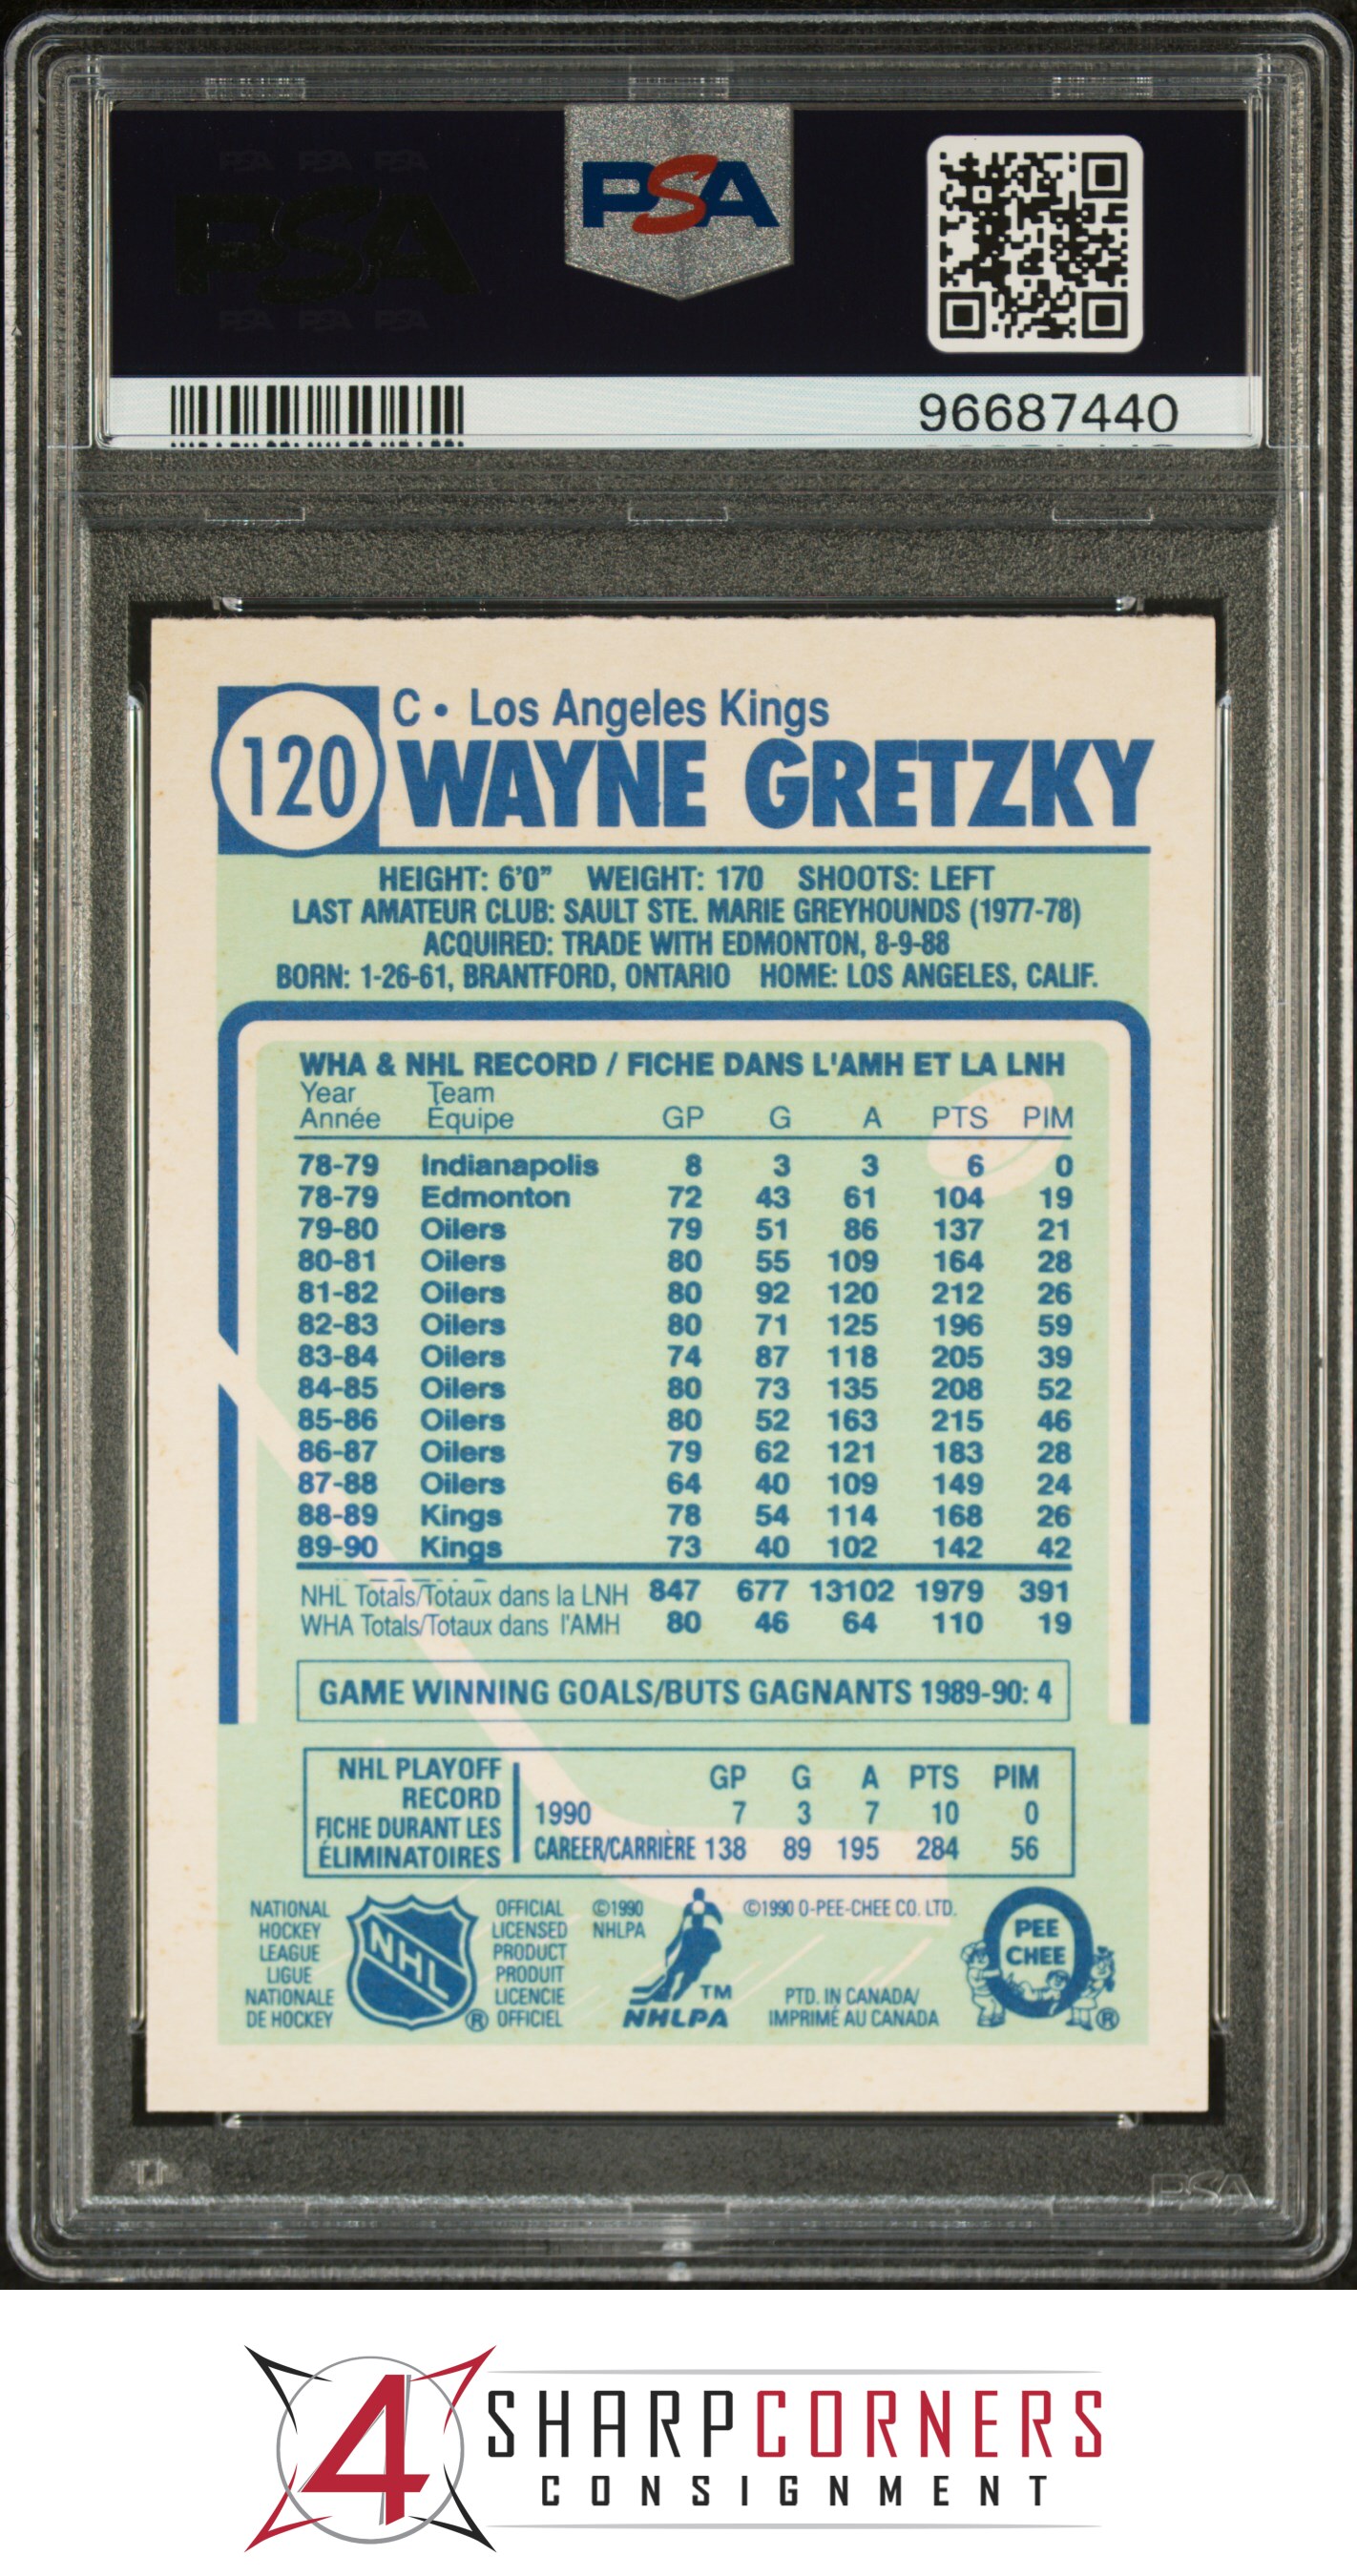 PSA PSA PSA
PSA
PSA PSA PSA
PSA
96687440
120
C • Los Angeles Kings
WAYNE GRETZKY
HEIGHT: 6'0" WEIGHT: 170 SHOOTS: LEFT
LAST AMATEUR CLUB: SAULT STE. MARIE GREYHOUNDS (1977-78)
ACQUIRED: TRADE WITH EDMONTON, 8-9-88
BORN: 1-26-61, BRANTFORD, ONTARIO HOME: LOS ANGELES, CALIF.
WHA & NHL RECORD / FICHE DANS L'AMH ET LA LNH
Year Team
Année Équipe GP G A PTS PIM
78-79 Indianapolis 8 3 3 6 0
78-79 Edmonton 72 43 61 104 19
79-80 Oilers 79 51 86 137 21
80-81 Oilers 80 55 109 164 28
81-82 Oilers 80 92 120 212 26
82-83 Oilers 80 71 125 196 59
83-84 Oilers 74 87 118 205 39
84-85 Oilers 80 73 135 208 52
85-86 Oilers 80 52 163 215 46
86-87 Oilers 79 62 121 183 28
87-88 Oilers 64 40 109 149 24
88-89 Kings 78 54 114 168 26
89-90 Kings 73 40 102 142 42
NHL Totals/Totaux dans la LNH 847 677 13102 1979 391
WHA Totals/Totaux dans l'AMH 80 46 64 110 19
GAME WINNING GOALS/BUTS GAGNANTS 1989-90: 4
NHL PLAYOFF
RECORD
FICHE DURANT LES
ÉLIMINATOIRES
GP G A PTS PIM
1990 7 3 7 10 0
CAREER/CARRIÈRE 138 89 195 284 56
NATIONAL
HOCKEY
LEAGUE
LIGUE
NATIONALE
DE HOCKEY
NHL
®
OFFICIAL
LICENSED
PRODUCT
PRODUIT
LICENCIE
OFFICIEL
©1990
NHLPA
TM
NHLPA
©1990 O-PEE-CHEE CO. LTD.
PTD. IN CANADA/
IMPRIMÉ AU CANADA
O
PEE
CHEE
®
PSA
4
SHARPCORNERS
CONSIGNMENT